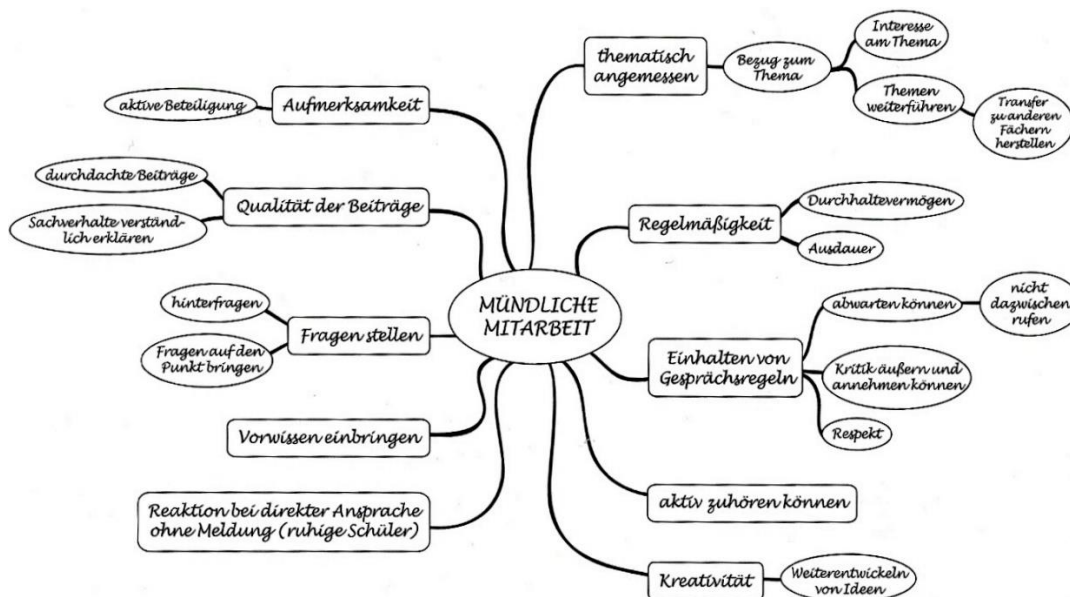 MÜNDLICHE
MITARBEIT
Aufmerksamkeit
aktive Beteiligung
Qualität der Beiträge
durchdachte Beiträge
Sachverhalte verständ-
lich erklären
Fragen stellen
hinterfragen
Fragen auf den
Punkt bringen
Vorwissen einbringen
Reaktion bei direkter Ansprache
ohne Meldung (ruhige Schüler)
thematisch
angemessen
Bezug zum
Thema
Interesse
am Thema
Themen
weiterführen
Transfer
zu anderen
Fächern
herstellen
Regelmäßigkeit
Durchhaltevermögen
Ausdauer
Einhalten von
Gesprächsregeln
abwarten können
nicht
dazwischen
rufen
Kritik äußern und
annehmen können
Respekt
aktiv zuhören können
Kreativität
Weiterentwickeln
von Ideen